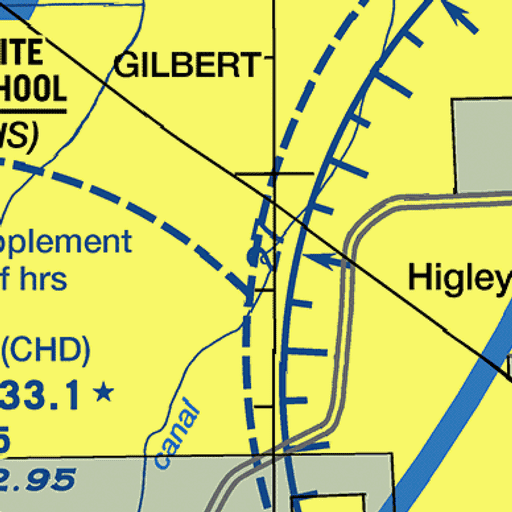 ITE
GILBERT
HOOL
WS)
pplement
f hrs
Higley
(CHD)
33.1★
5
canal
2.95